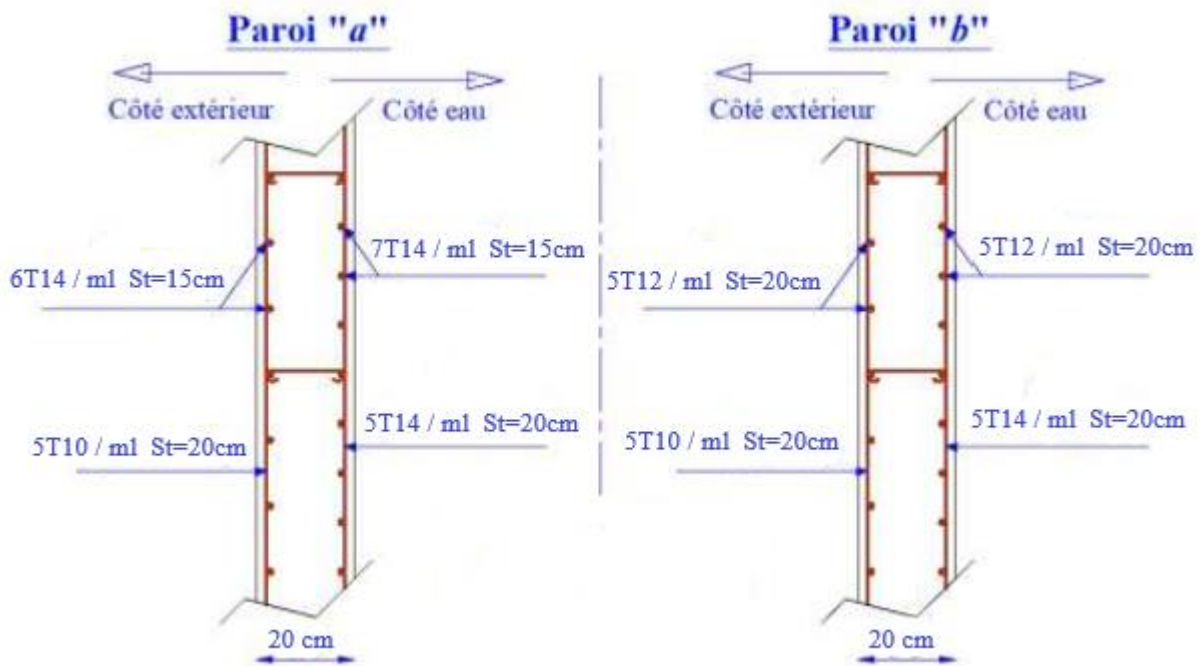 Paroi "a"
Côté extérieur
Côté eau
6T14 / ml St=15cm
7T14 / ml St=15cm
5T10 / ml St=20cm
5T14 / ml St=20cm
20 cm
Paroi "b"
Côté extérieur
Côté eau
5T12 / ml St=20cm
5T12 / ml St=20cm
5T10 / ml St=20cm
5T14 / ml St=20cm
20 cm